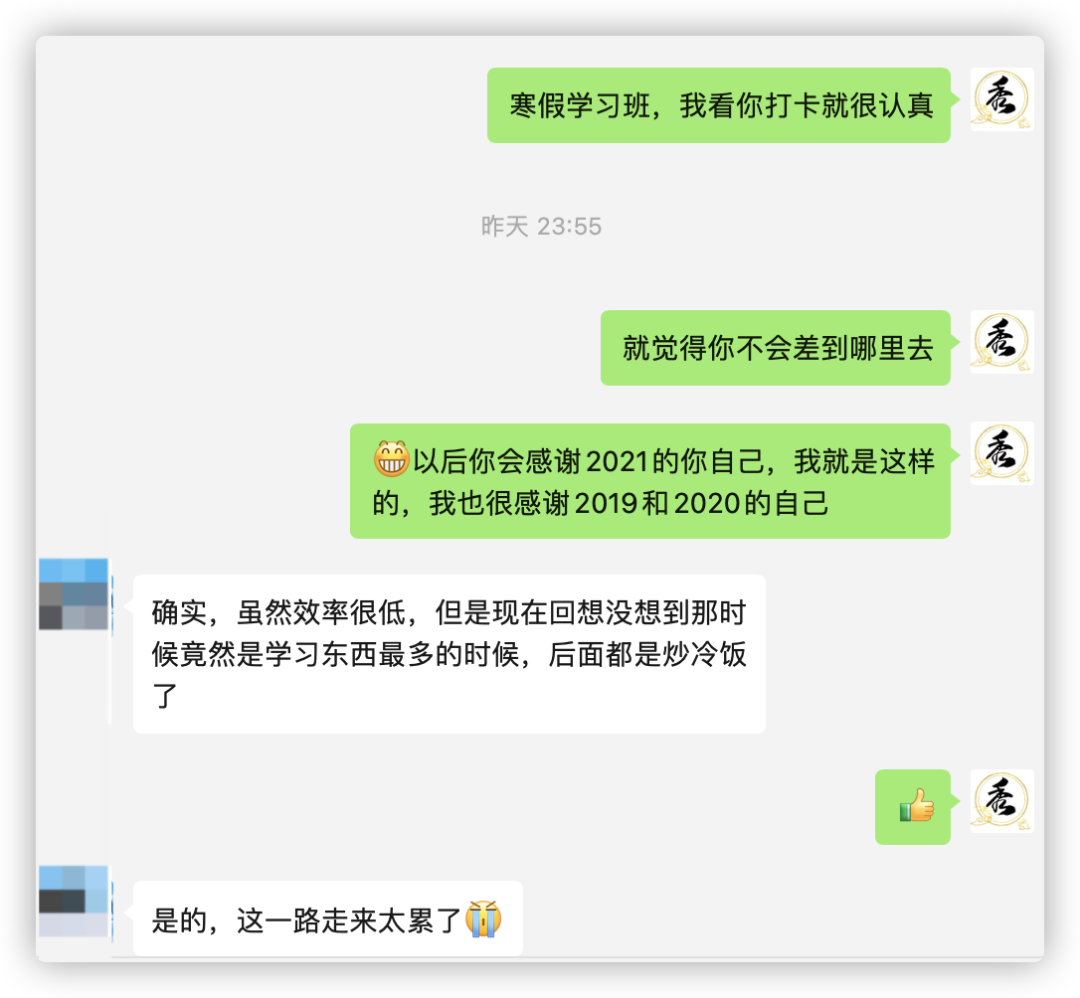 寒假学习班，我看你打卡就很认真
秀
昨天 23:55
就觉得你不会差到哪里去
秀
😁以后你会感谢2021的你自己，我就是这样
的，我也很感谢2019和2020的自己
秀
确实，虽然效率很低，但是现在回想没想到那时
候竟然是学习东西最多的时候，后面都是炒冷饭
了
👍
秀
是的，这一路走来太累了😭